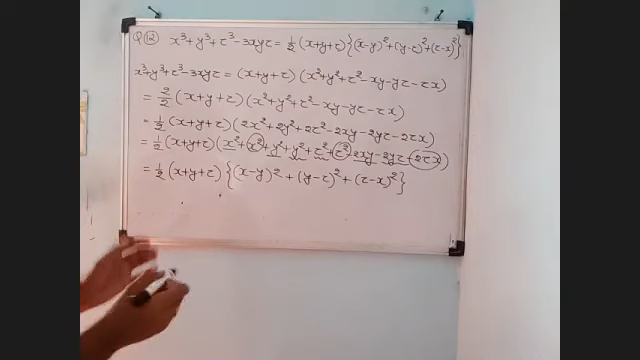 Q(12) x³+y³+z³-3xyz = 1/2 (x+y+z) {(x-y)²+(y-z)²+(z-x)²}
x³+y³+z³-3xyz = (x+y+z) (x²+y²+z²-xy-yz-zx)
= 2/2 (x+y+z) (x²+y²+z²-xy-yz-zx)
= 1/2 (x+y+z) (2x²+2y²+2z²-2xy-2yz-2zx)
= 1/2 (x+y+z) (x²+x²+y²+y²+z²+z²-2xy-2yz-2zx)
= 1/2 (x+y+z) {(x-y)²+(y-z)²+(z-x)²}